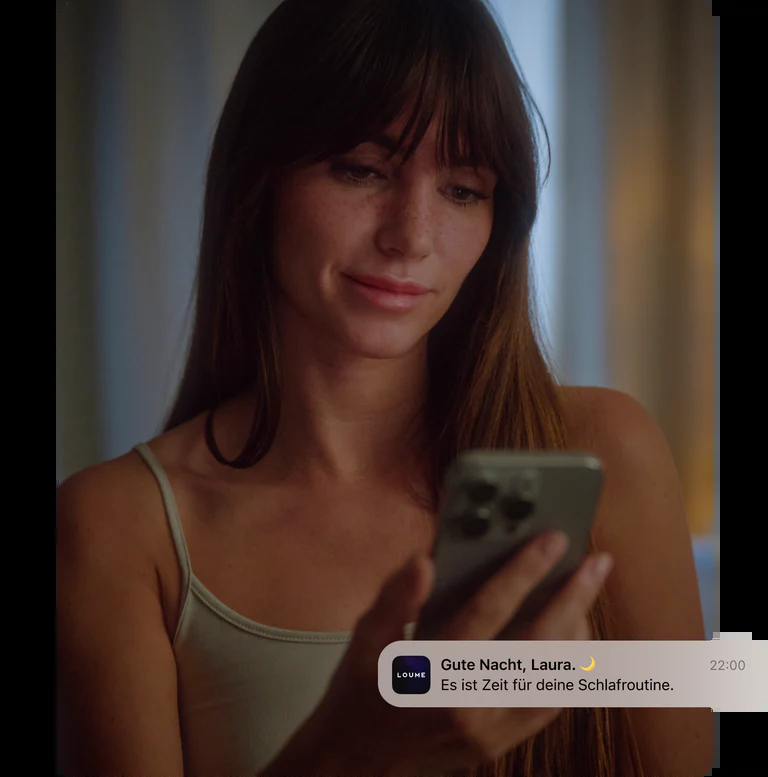 LOUME
Gute Nacht, Laura. 🌙
22:00
Es ist Zeit für deine Schlafroutine.